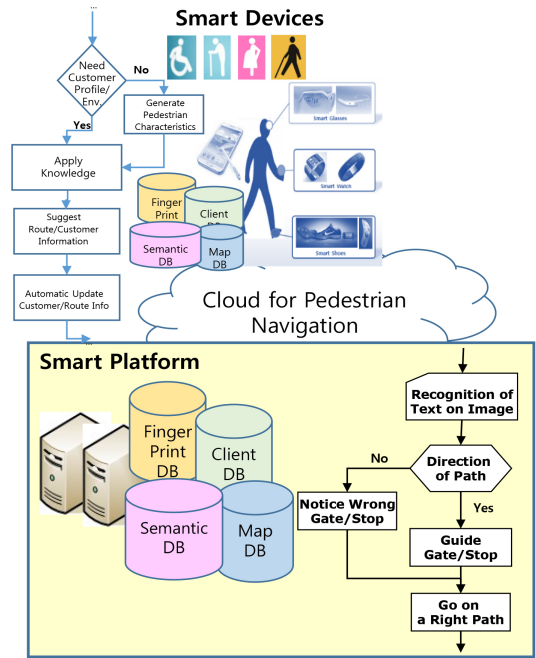 ...
Smart Devices
Need
Customer
Profile/
Env.
No
Yes
Generate
Pedestrian
Characteristics
Apply
Knowledge
Suggest
Route/Customer
Information
Automatic Update
Customer/Route Info
...
Finger
Print
Client
Semantic
DB
Map
DB
Smart Glasses
Smart Watch
Smart Shoes
Cloud for Pedestrian
Navigation
Smart Platform
Finger
Print
DB
Client
DB
Semantic
DB
Map
DB
Recognition of
Text on Image
Direction
of Path
No
Yes
Notice Wrong
Gate/Stop
Guide
Gate/Stop
Go on
a Right Path